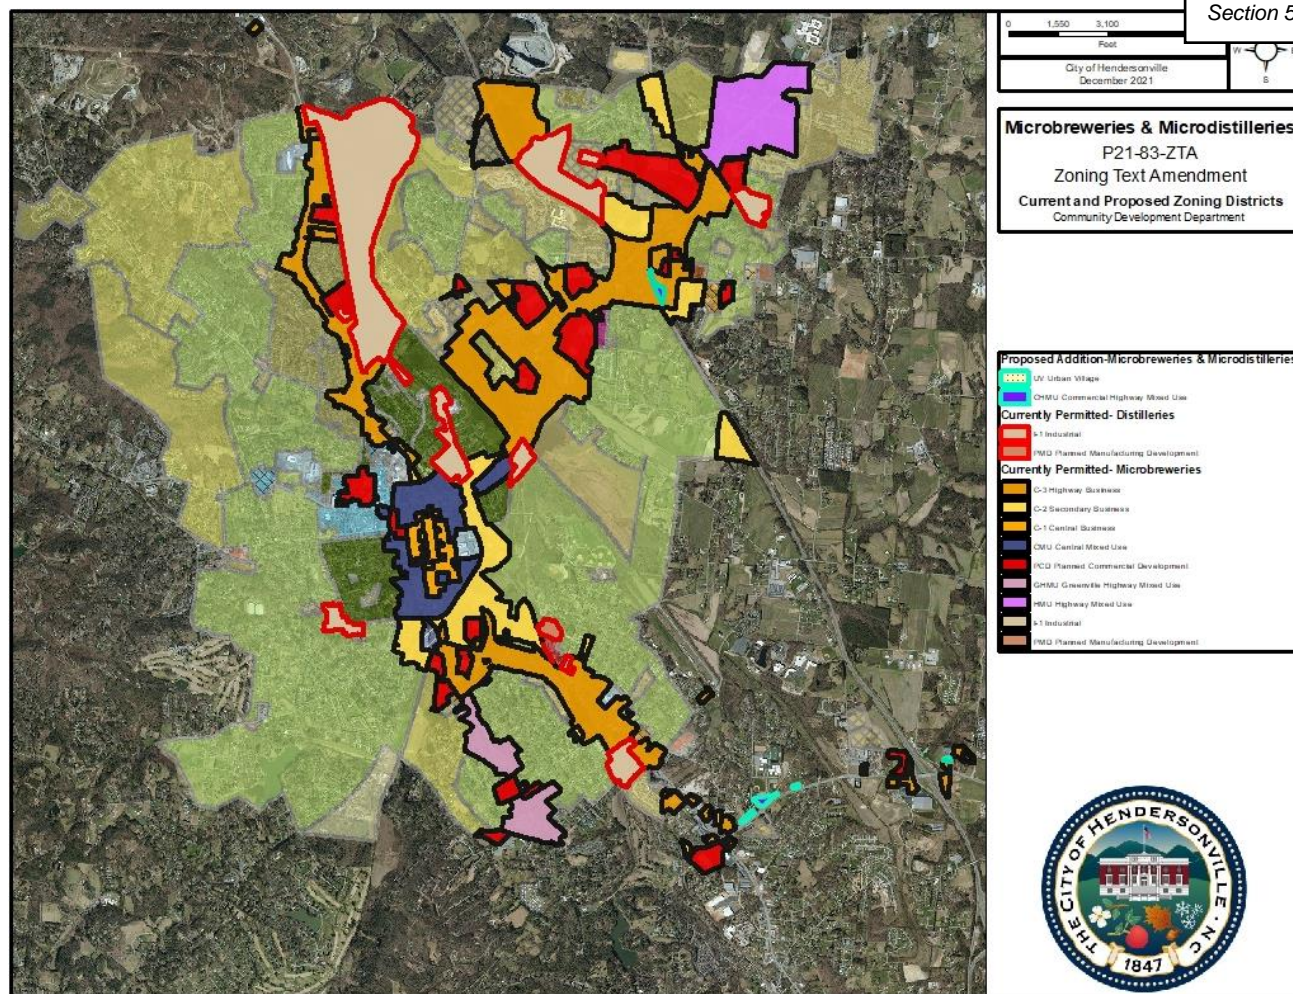 Section 5
0 1,550 3,100
Feet
W
S
City of Hendersonville
December 2021
Microbreweries & Microdistilleries
P21-83-ZTA
Zoning Text Amendment
Current and Proposed Zoning Districts
Community Development Department
Proposed Addition-Microbreweries & Microdistilleries
UV Urban Village
CHMU Commercial Highway Mixed Use
Currently Permitted- Distilleries
I-1 Industrial
PMD Planned Manufacturing Development
Currently Permitted- Microbreweries
C-3 Highway Business
C-2 Secondary Business
C-1 Central Business
CMU Central Mixed Use
PCD Planned Commercial Development
GHMU Greenville Highway Mixed Use
HMU Highway Mixed Use
I-1 Industrial
PMD Planned Manufacturing Development
THE CITY OF HENDERSONVILLE · NC
1847